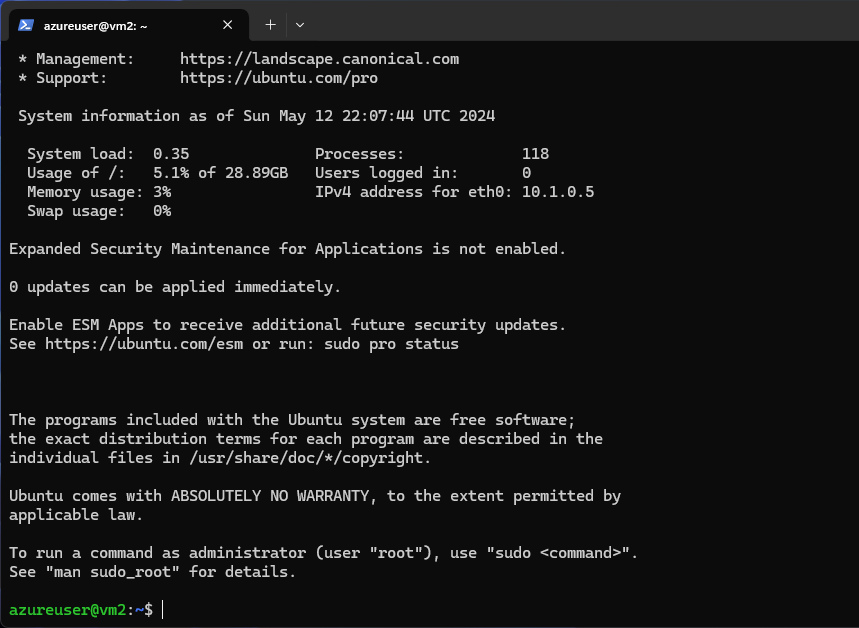 azureuser@vm2: ~
* Management:     https://landscape.canonical.com
* Support:        https://ubuntu.com/pro
System information as of Sun May 12 22:07:44 UTC 2024
System load:  0.35              Processes:             118
Usage of /:   5.1% of 28.89GB   Users logged in:       0
Memory usage: 3%                IPv4 address for eth0: 10.1.0.5
Swap usage:   0%
Expanded Security Maintenance for Applications is not enabled.
0 updates can be applied immediately.
Enable ESM Apps to receive additional future security updates.
See https://ubuntu.com/esm or run: sudo pro status
The programs included with the Ubuntu system are free software;
the exact distribution terms for each program are described in the
individual files in /usr/share/doc/*/copyright.
Ubuntu comes with ABSOLUTELY NO WARRANTY, to the extent permitted by
applicable law.
To run a command as administrator (user "root"), use "sudo <command>".
See "man sudo_root" for details.
azureuser@vm2:~$